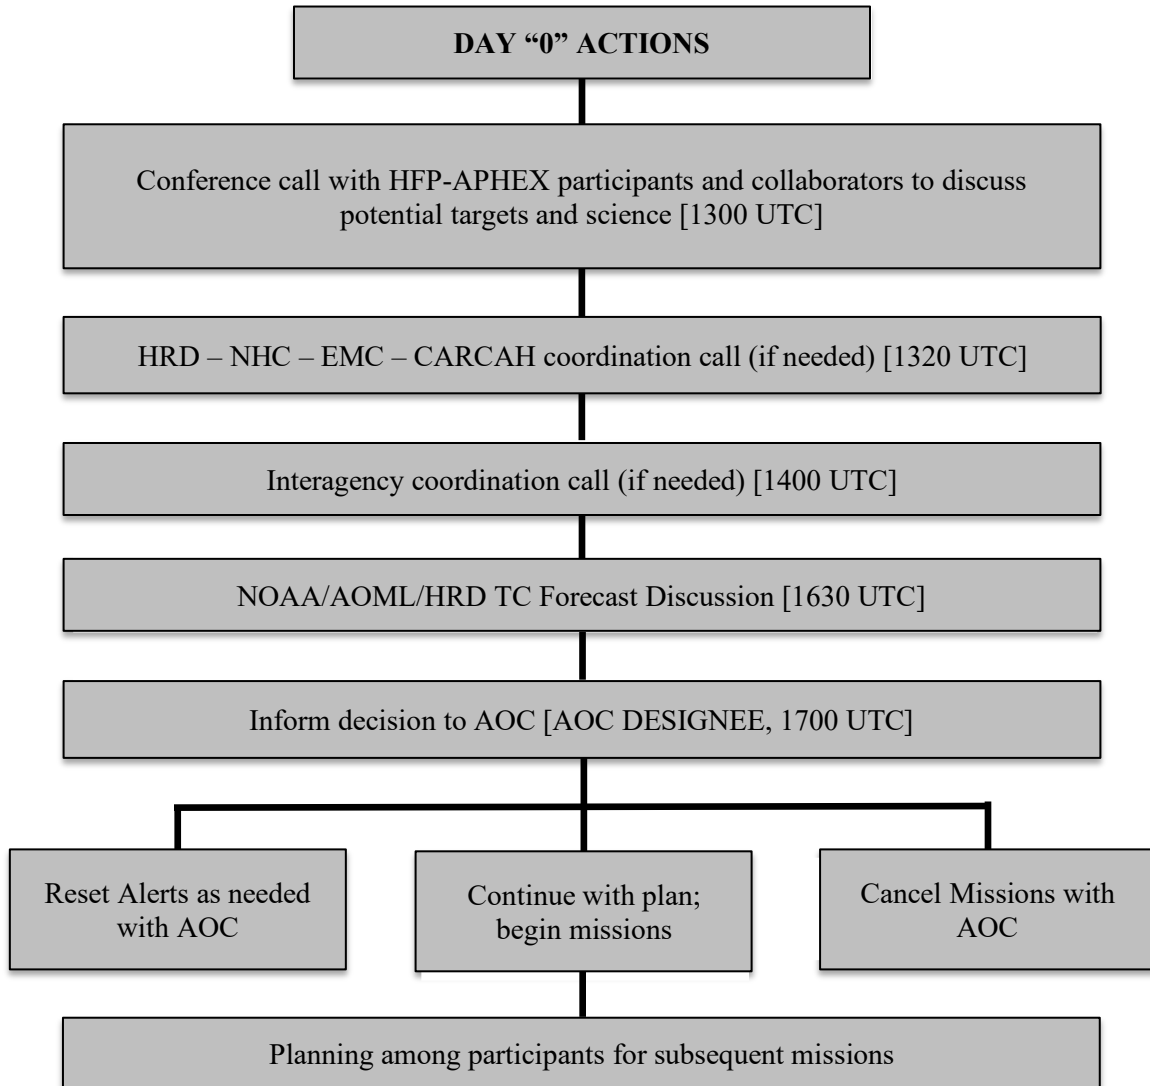 DAY “0” ACTIONS
Conference call with HFP-APHEX participants and collaborators to discuss
potential targets and science [1300 UTC]
HRD – NHC – EMC – CARCAH coordination call (if needed) [1320 UTC]
Interagency coordination call (if needed) [1400 UTC]
NOAA/AOML/HRD TC Forecast Discussion [1630 UTC]
Inform decision to AOC [AOC DESIGNEE, 1700 UTC]
Reset Alerts as needed
with AOC
Continue with plan;
begin missions
Cancel Missions with
AOC
Planning among participants for subsequent missions